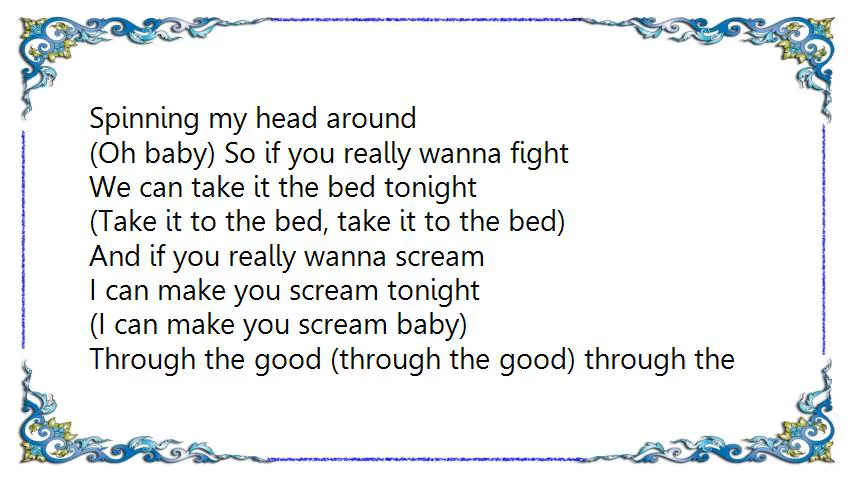 Spinning my head around
(Oh baby) So if you really wanna fight
We can take it the bed tonight
(Take it to the bed, take it to the bed)
And if you really wanna scream
I can make you scream tonight
(I can make you scream baby)
Through the good (through the good) through the